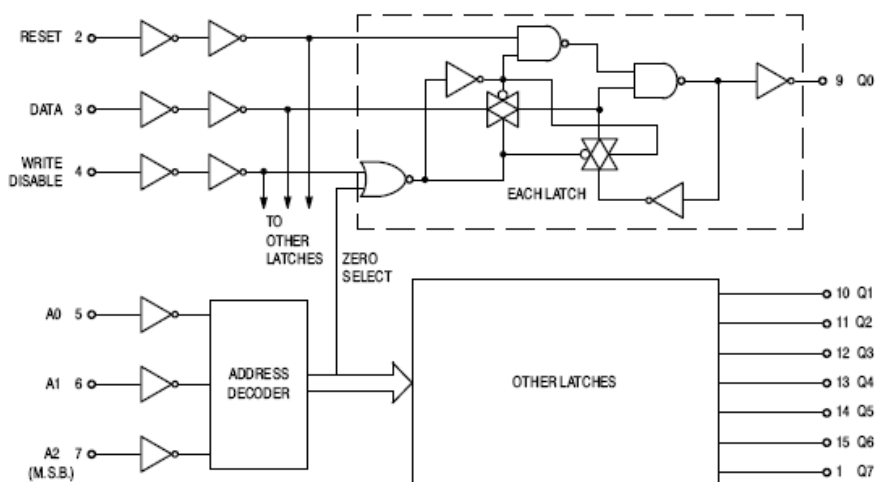 RESET 2
9 Q0
DATA 3
WRITE
DISABLE 4
EACH LATCH
TO
OTHER
LATCHES
ZERO
SELECT
A0 5
A1 6
A2 7
(M.S.B.)
ADDRESS
DECODER
OTHER LATCHES
10 Q1
11 Q2
12 Q3
13 Q4
14 Q5
15 Q6
1 Q7